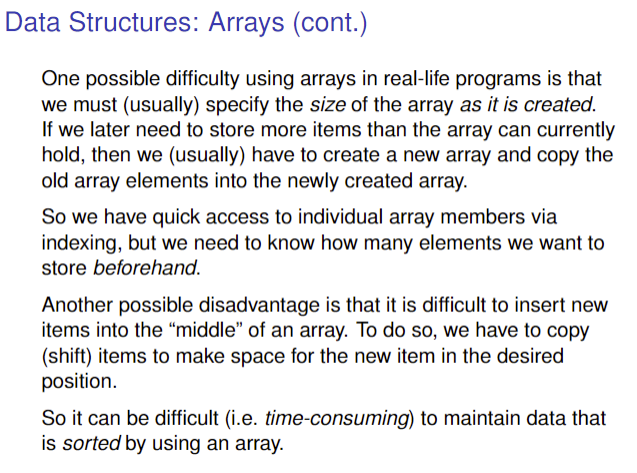 Data Structures: Arrays (cont.)
One possible difficulty using arrays in real-life programs is that
we must (usually) specify the size of the array as it is created.
If we later need to store more items than the array can currently
hold, then we (usually) have to create a new array and copy the
old array elements into the newly created array.
So we have quick access to individual array members via
indexing, but we need to know how many elements we want to
store beforehand.
Another possible disadvantage is that it is difficult to insert new
items into the “middle” of an array. To do so, we have to copy
(shift) items to make space for the new item in the desired
position.
So it can be difficult (i.e. time-consuming) to maintain data that
is sorted by using an array.